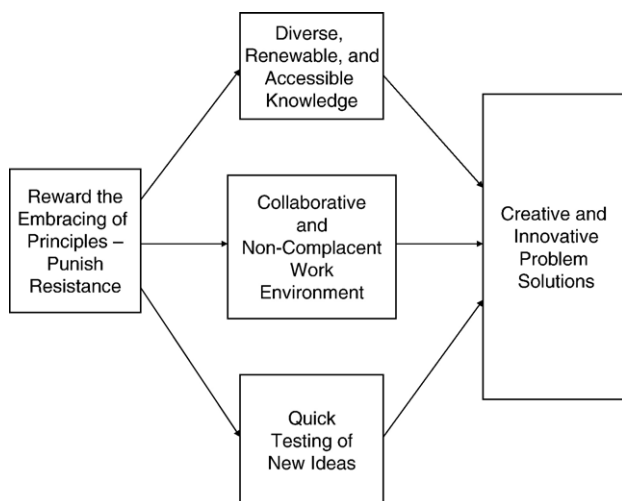 Diverse,
Renewable, and
Accessible
Knowledge
Reward the
Embracing of
Principles –
Punish
Resistance
Collaborative
and
Non-Complacent
Work
Environment
Creative and
Innovative
Problem
Solutions
Quick
Testing of
New Ideas